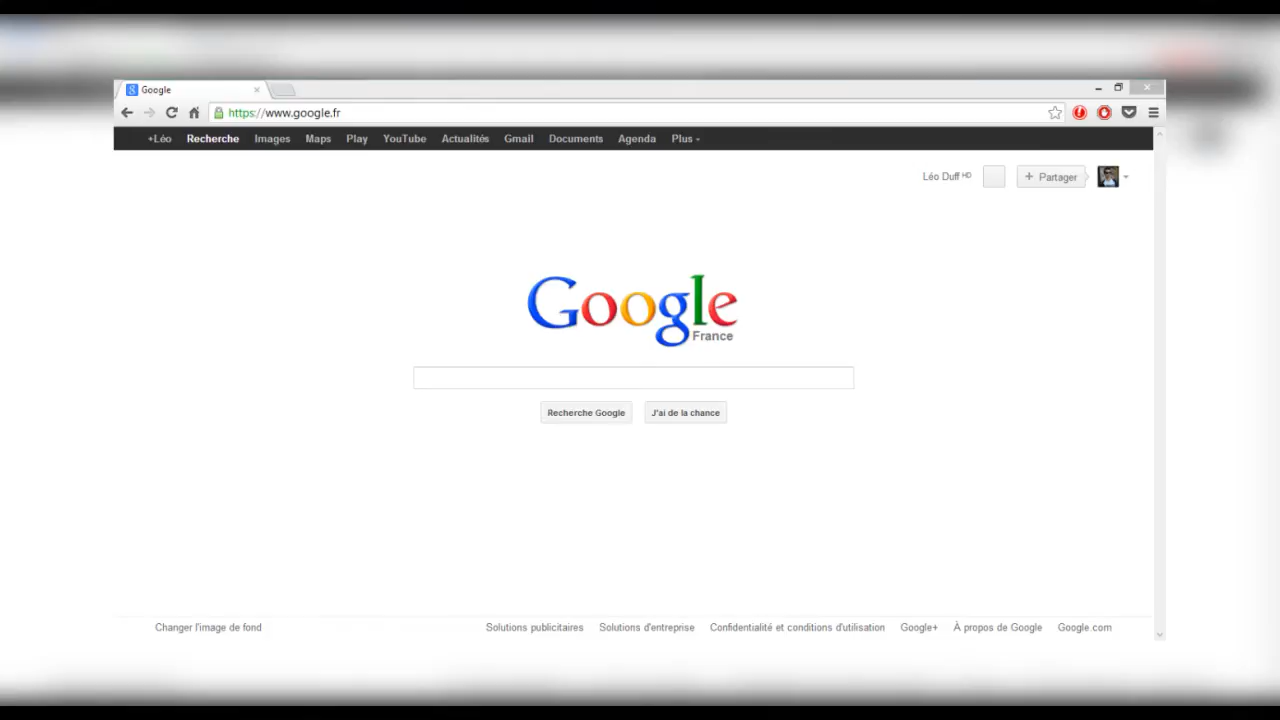 Google
https://www.google.fr
+Léo Recherche Images Maps Play YouTube Actualités Gmail Documents Agenda Plus
Léo Duff HD + Partager
Google
France
Recherche Google J'ai de la chance
Changer l'image de fond Solutions publicitaires Solutions d'entreprise Confidentialité et conditions d'utilisation Google+ À propos de Google Google.com